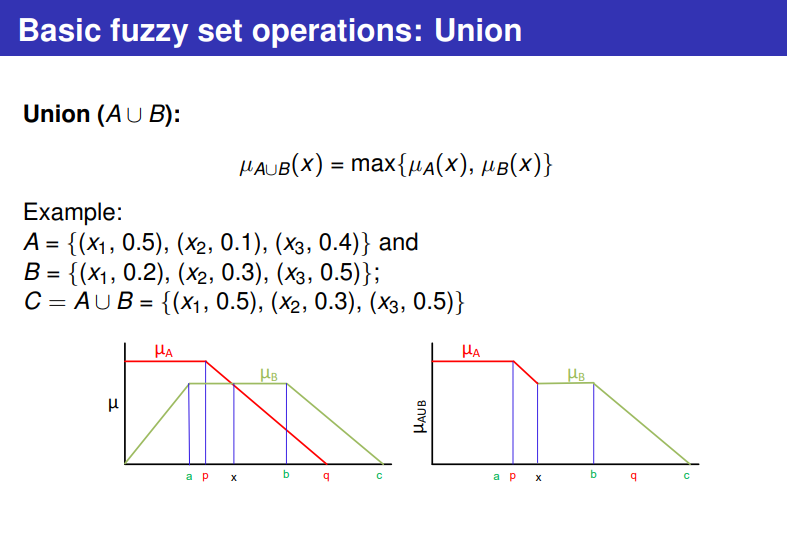 Basic fuzzy set operations: Union
Union (A ∪ B):
μA∪B(x) = max{μA(x), μB(x)}
Example:
A = {(x1, 0.5), (x2, 0.1), (x3, 0.4)} and
B = {(x1, 0.2), (x2, 0.3), (x3, 0.5)};
C = A ∪ B = {(x1, 0.5), (x2, 0.3), (x3, 0.5)}
μA
μB
μ
a p x b q c
μA
μB
μAUB
a p x b q c